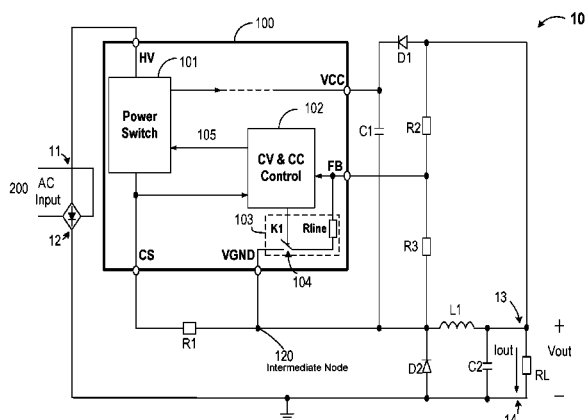 10
100
HV
101
VCC
D1
Power Switch
102
C1
R2
105
CV & CC Control
FB
11
200
AC Input
103
K1
Rline
R3
12
CS
VGND
104
L1
13
R1
120
Intermediate Node
D2
C2
Iout
RL
+
Vout
−
14